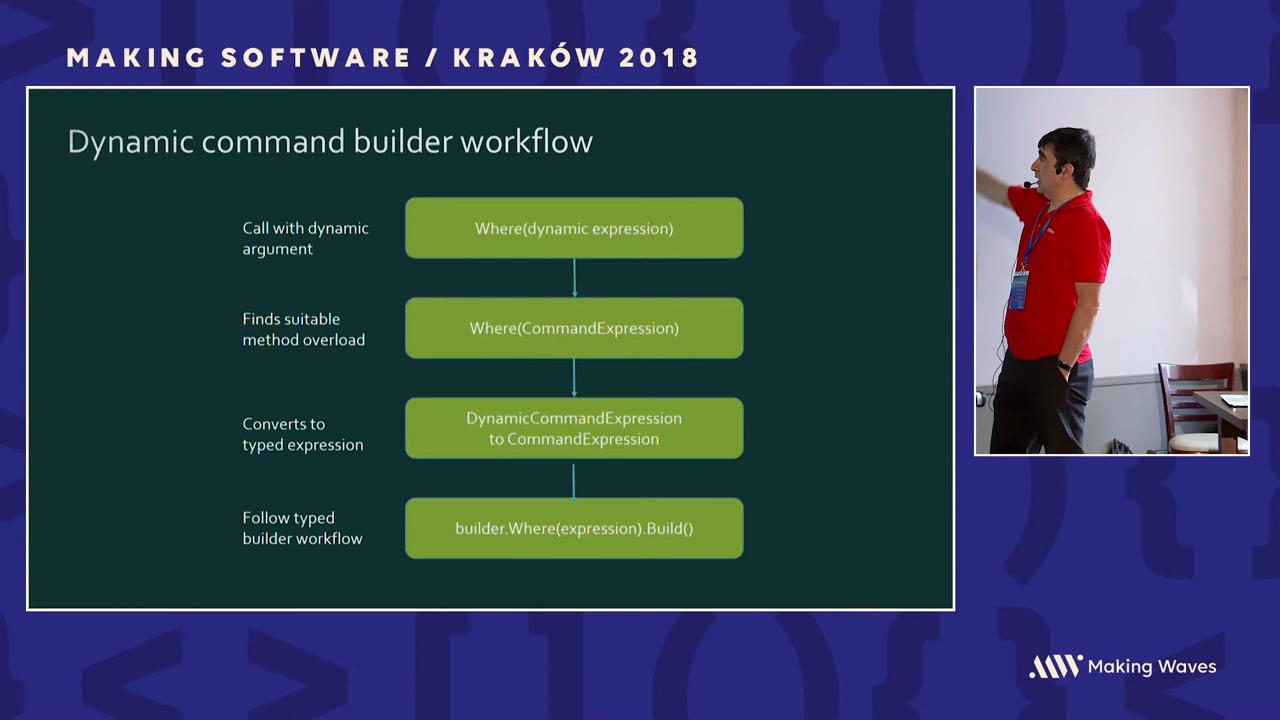 MAKING SOFTWARE / KRAKÓW 2018
Dynamic command builder workflow
Call with dynamic
argument
Where(dynamic expression)
Finds suitable
method overload
Where(CommandExpression)
Converts to
typed expression
DynamicCommandExpression
to CommandExpression
Follow typed
builder workflow
builder.Where(expression).Build()
Making Waves